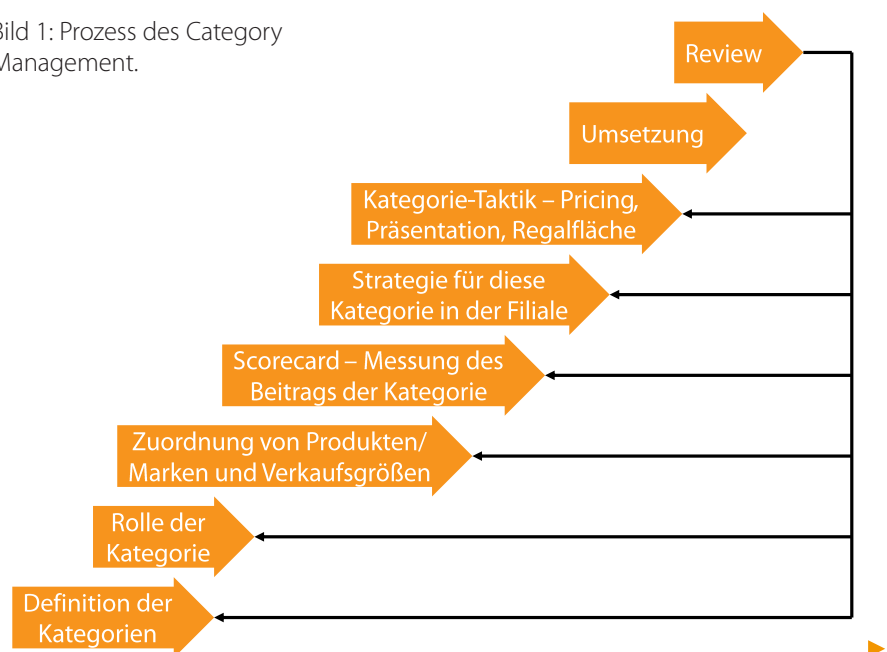 Bild 1: Prozess des Category
Management.
Review
Umsetzung
Kategorie-Taktik – Pricing,
Präsentation, Regalfläche
Strategie für diese
Kategorie in der Filiale
Scorecard – Messung des
Beitrags der Kategorie
Zuordnung von Produkten/
Marken und Verkaufsgrößen
Rolle der
Kategorie
Definition der
Kategorien